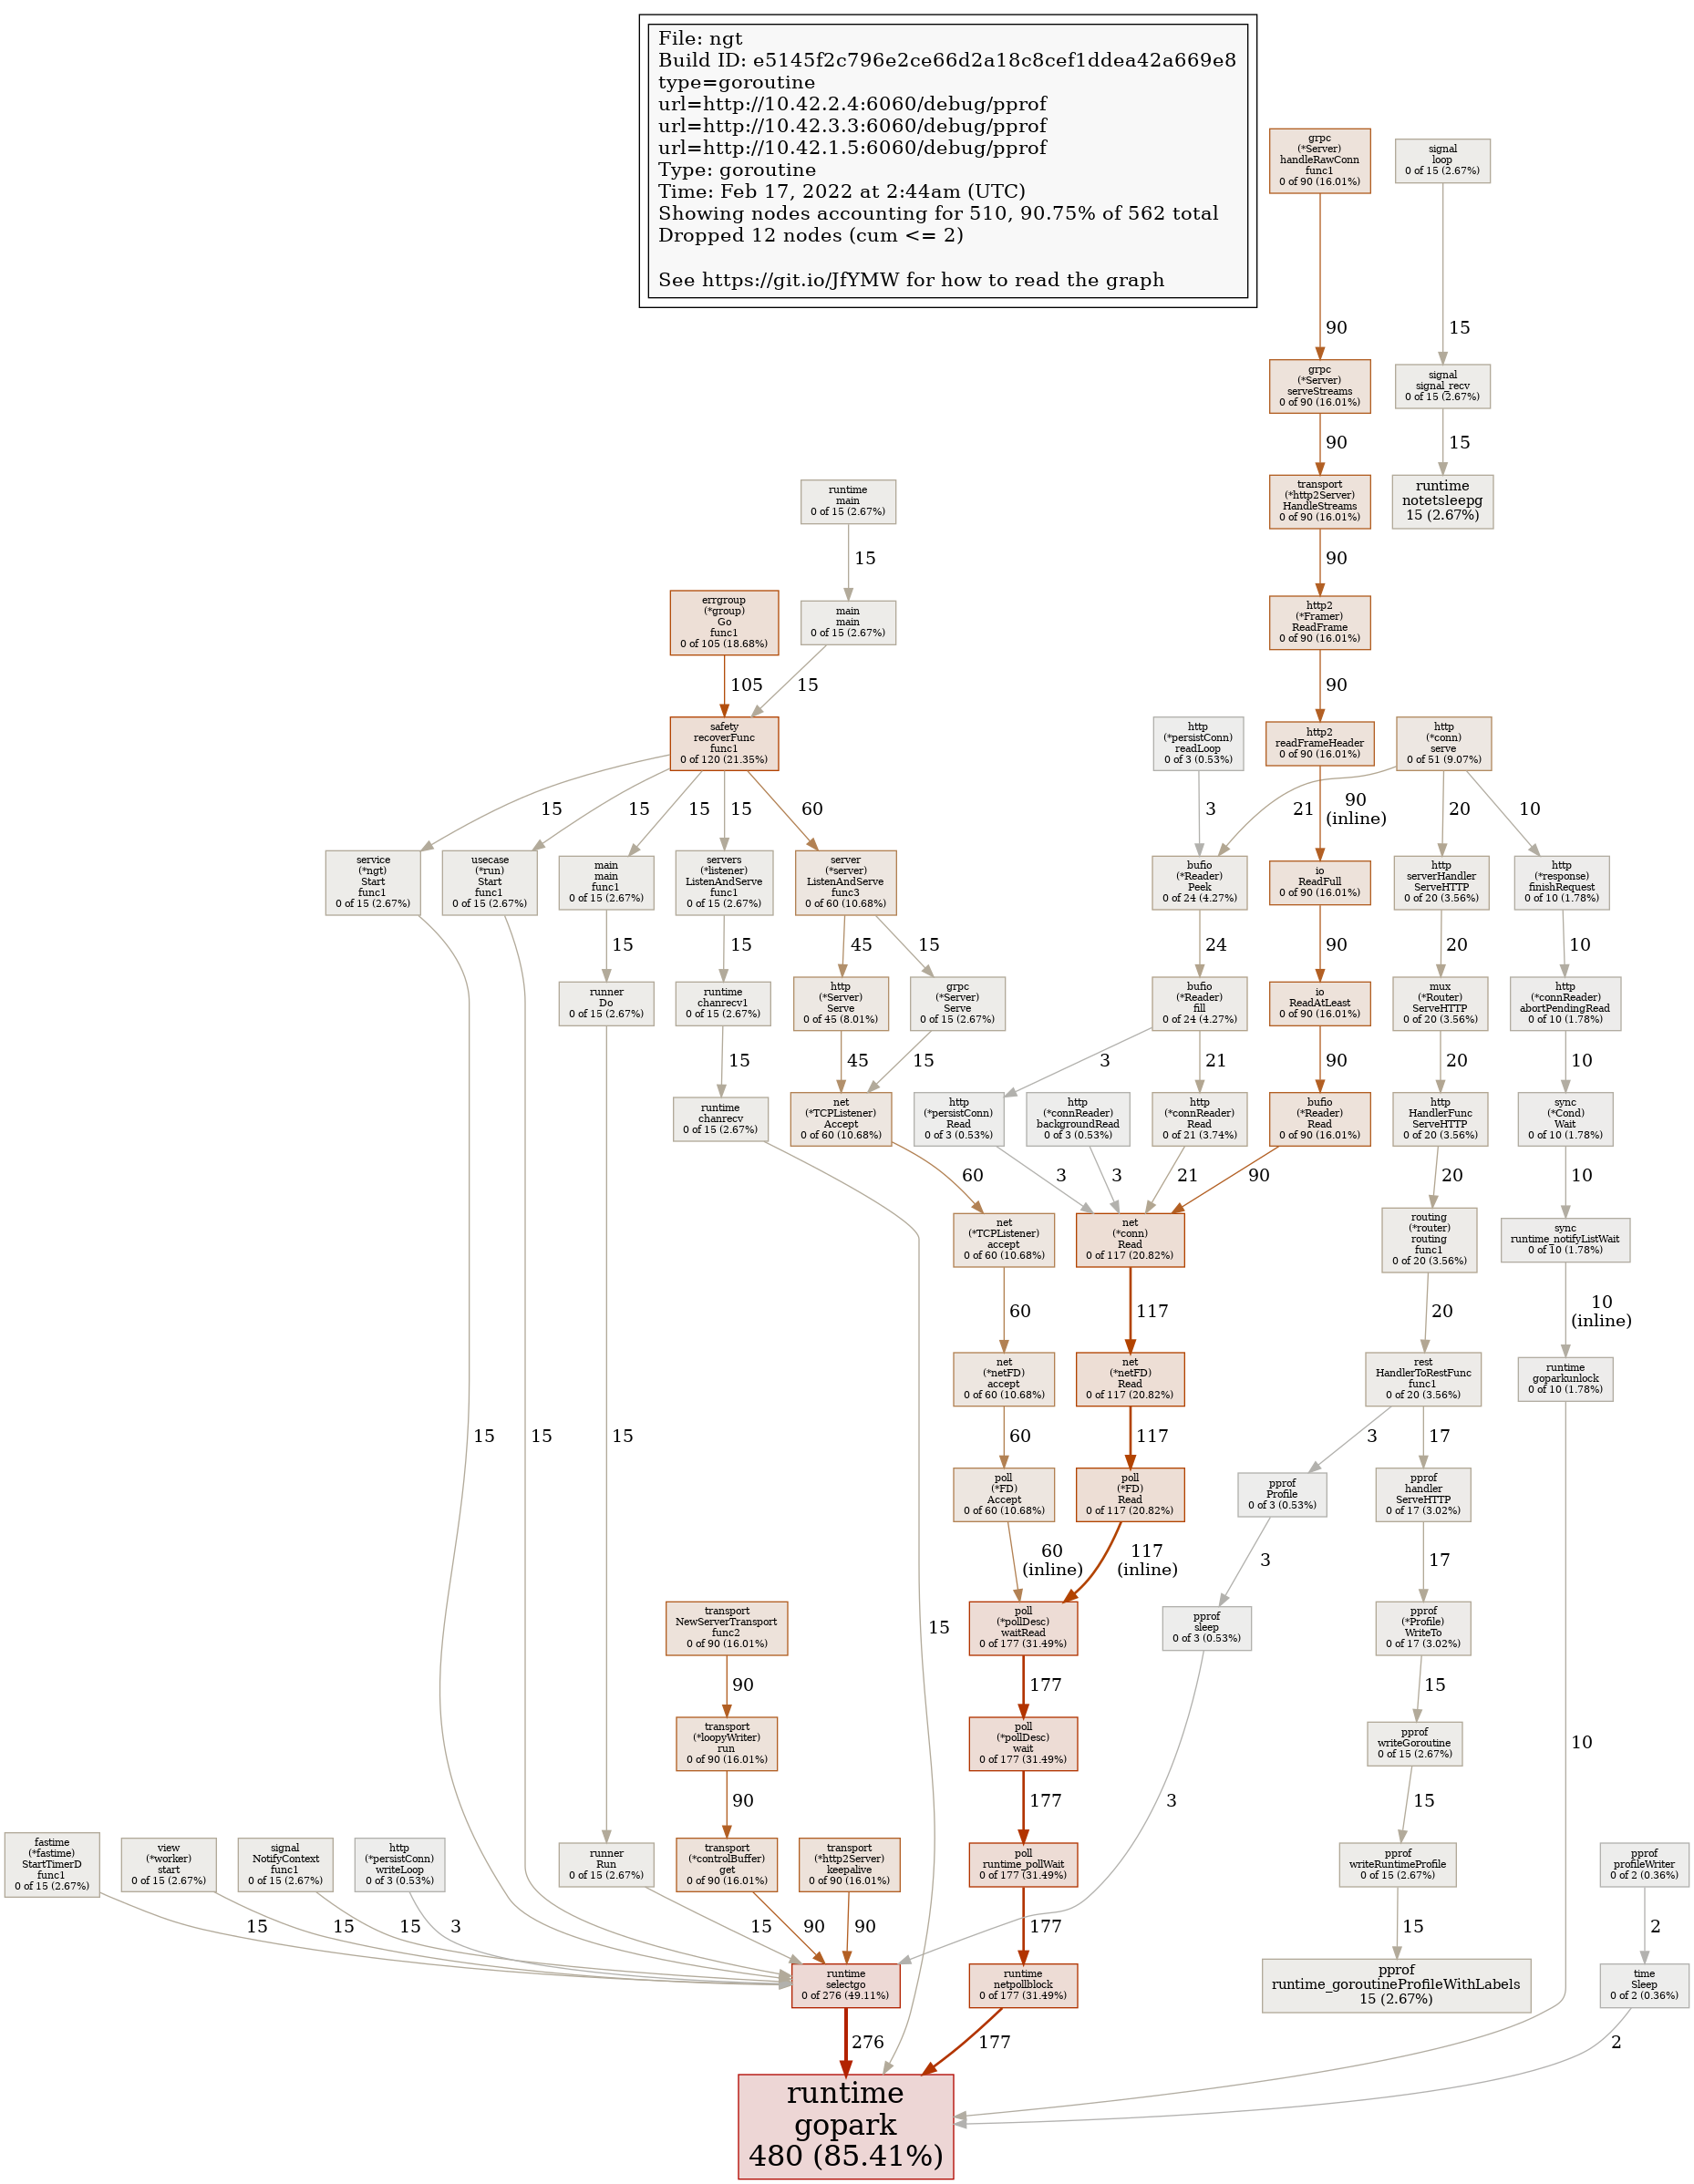 File: ngt
Build ID: e5145f2c796e2ce66d2a18c8cef1ddea42a669e8
type=goroutine
url=http://10.42.2.4:6060/debug/pprof
url=http://10.42.3.3:6060/debug/pprof
url=http://10.42.1.5:6060/debug/pprof
Type: goroutine
Time: Feb 17, 2022 at 2:44am (UTC)
Showing nodes accounting for 510, 90.75% of 562 total
Dropped 12 nodes (cum <= 2)
See https://git.io/JfYMW for how to read the graph
grpc
(*Server)
handleRawConn
func1
0 of 90 (16.01%)
signal
loop
0 of 15 (2.67%)
90
15
grpc
(*Server)
serveStreams
0 of 90 (16.01%)
signal
signal_recv
0 of 15 (2.67%)
90
15
runtime
main
0 of 15 (2.67%)
transport
(*http2Server)
HandleStreams
0 of 90 (16.01%)
runtime
notetsleepg
15 (2.67%)
15
90
errgroup
(*group)
Go
func1
0 of 105 (18.68%)
main
main
0 of 15 (2.67%)
http2
(*Framer)
ReadFrame
0 of 90 (16.01%)
105
15
90
safety
recoverFunc
func1
0 of 120 (21.35%)
http
(*persistConn)
readLoop
0 of 3 (0.53%)
http2
readFrameHeader
0 of 90 (16.01%)
http
(*conn)
serve
0 of 51 (9.07%)
15
15
15
15
60
3
21
90
(inline)
20
10
service
(*ngt)
Start
func1
0 of 15 (2.67%)
usecase
(*run)
Start
func1
0 of 15 (2.67%)
main
main
func1
0 of 15 (2.67%)
servers
(*listener)
ListenAndServe
func1
0 of 15 (2.67%)
server
(*server)
ListenAndServe
func3
0 of 60 (10.68%)
bufio
(*Reader)
Peek
0 of 24 (4.27%)
io
ReadFull
0 of 90 (16.01%)
http
serverHandler
ServeHTTP
0 of 20 (3.56%)
http
(*response)
finishRequest
0 of 10 (1.78%)
15
15
45
15
24
90
20
10
runner
Do
0 of 15 (2.67%)
runtime
chanrecv1
0 of 15 (2.67%)
http
(*Server)
Serve
0 of 45 (8.01%)
grpc
(*Server)
Serve
0 of 15 (2.67%)
bufio
(*Reader)
fill
0 of 24 (4.27%)
io
ReadAtLeast
0 of 90 (16.01%)
mux
(*Router)
ServeHTTP
0 of 20 (3.56%)
http
(*connReader)
abortPendingRead
0 of 10 (1.78%)
15
45
15
3
21
90
20
10
runtime
chanrecv
0 of 15 (2.67%)
net
(*TCPListener)
Accept
0 of 60 (10.68%)
http
(*persistConn)
Read
0 of 3 (0.53%)
http
(*connReader)
backgroundRead
0 of 3 (0.53%)
http
(*connReader)
Read
0 of 21 (3.74%)
bufio
(*Reader)
Read
0 of 90 (16.01%)
http
HandlerFunc
ServeHTTP
0 of 20 (3.56%)
sync
(*Cond)
Wait
0 of 10 (1.78%)
60
3
3
21
90
20
10
net
(*TCPListener)
accept
0 of 60 (10.68%)
net
(*conn)
Read
0 of 117 (20.82%)
routing
(*router)
routing
func1
0 of 20 (3.56%)
sync
runtime_notifyListWait
0 of 10 (1.78%)
60
117
20
10
(inline)
net
(*netFD)
accept
0 of 60 (10.68%)
net
(*netFD)
Read
0 of 117 (20.82%)
rest
HandlerToRestFunc
func1
0 of 20 (3.56%)
runtime
goparkunlock
0 of 10 (1.78%)
15
15
15
60
117
3
17
poll
(*FD)
Accept
0 of 60 (10.68%)
poll
(*FD)
Read
0 of 117 (20.82%)
pprof
Profile
0 of 3 (0.53%)
pprof
handler
ServeHTTP
0 of 17 (3.02%)
60
(inline)
117
(inline)
3
17
transport
NewServerTransport
func2
0 of 90 (16.01%)
15
poll
(*pollDesc)
waitRead
0 of 177 (31.49%)
pprof
sleep
0 of 3 (0.53%)
pprof
(*Profile)
WriteTo
0 of 17 (3.02%)
90
177
15
transport
(*loopyWriter)
run
0 of 90 (16.01%)
poll
(*pollDesc)
wait
0 of 177 (31.49%)
pprof
writeGoroutine
0 of 15 (2.67%)
10
90
177
3
15
fastime
(*fastime)
StartTimerD
func1
0 of 15 (2.67%)
view
(*worker)
start
0 of 15 (2.67%)
signal
NotifyContext
func1
0 of 15 (2.67%)
http
(*persistConn)
writeLoop
0 of 3 (0.53%)
runner
Run
0 of 15 (2.67%)
transport
(*controlBuffer)
get
0 of 90 (16.01%)
transport
(*http2Server)
keepalive
0 of 90 (16.01%)
poll
runtime_pollWait
0 of 177 (31.49%)
pprof
writeRuntimeProfile
0 of 15 (2.67%)
pprof
profileWriter
0 of 2 (0.36%)
15
15
15
3
15
90
90
177
15
2
runtime
selectgo
0 of 276 (49.11%)
runtime
netpollblock
0 of 177 (31.49%)
pprof
runtime_goroutineProfileWithLabels
15 (2.67%)
time
Sleep
0 of 2 (0.36%)
276
177
2
runtime
gopark
480 (85.41%)